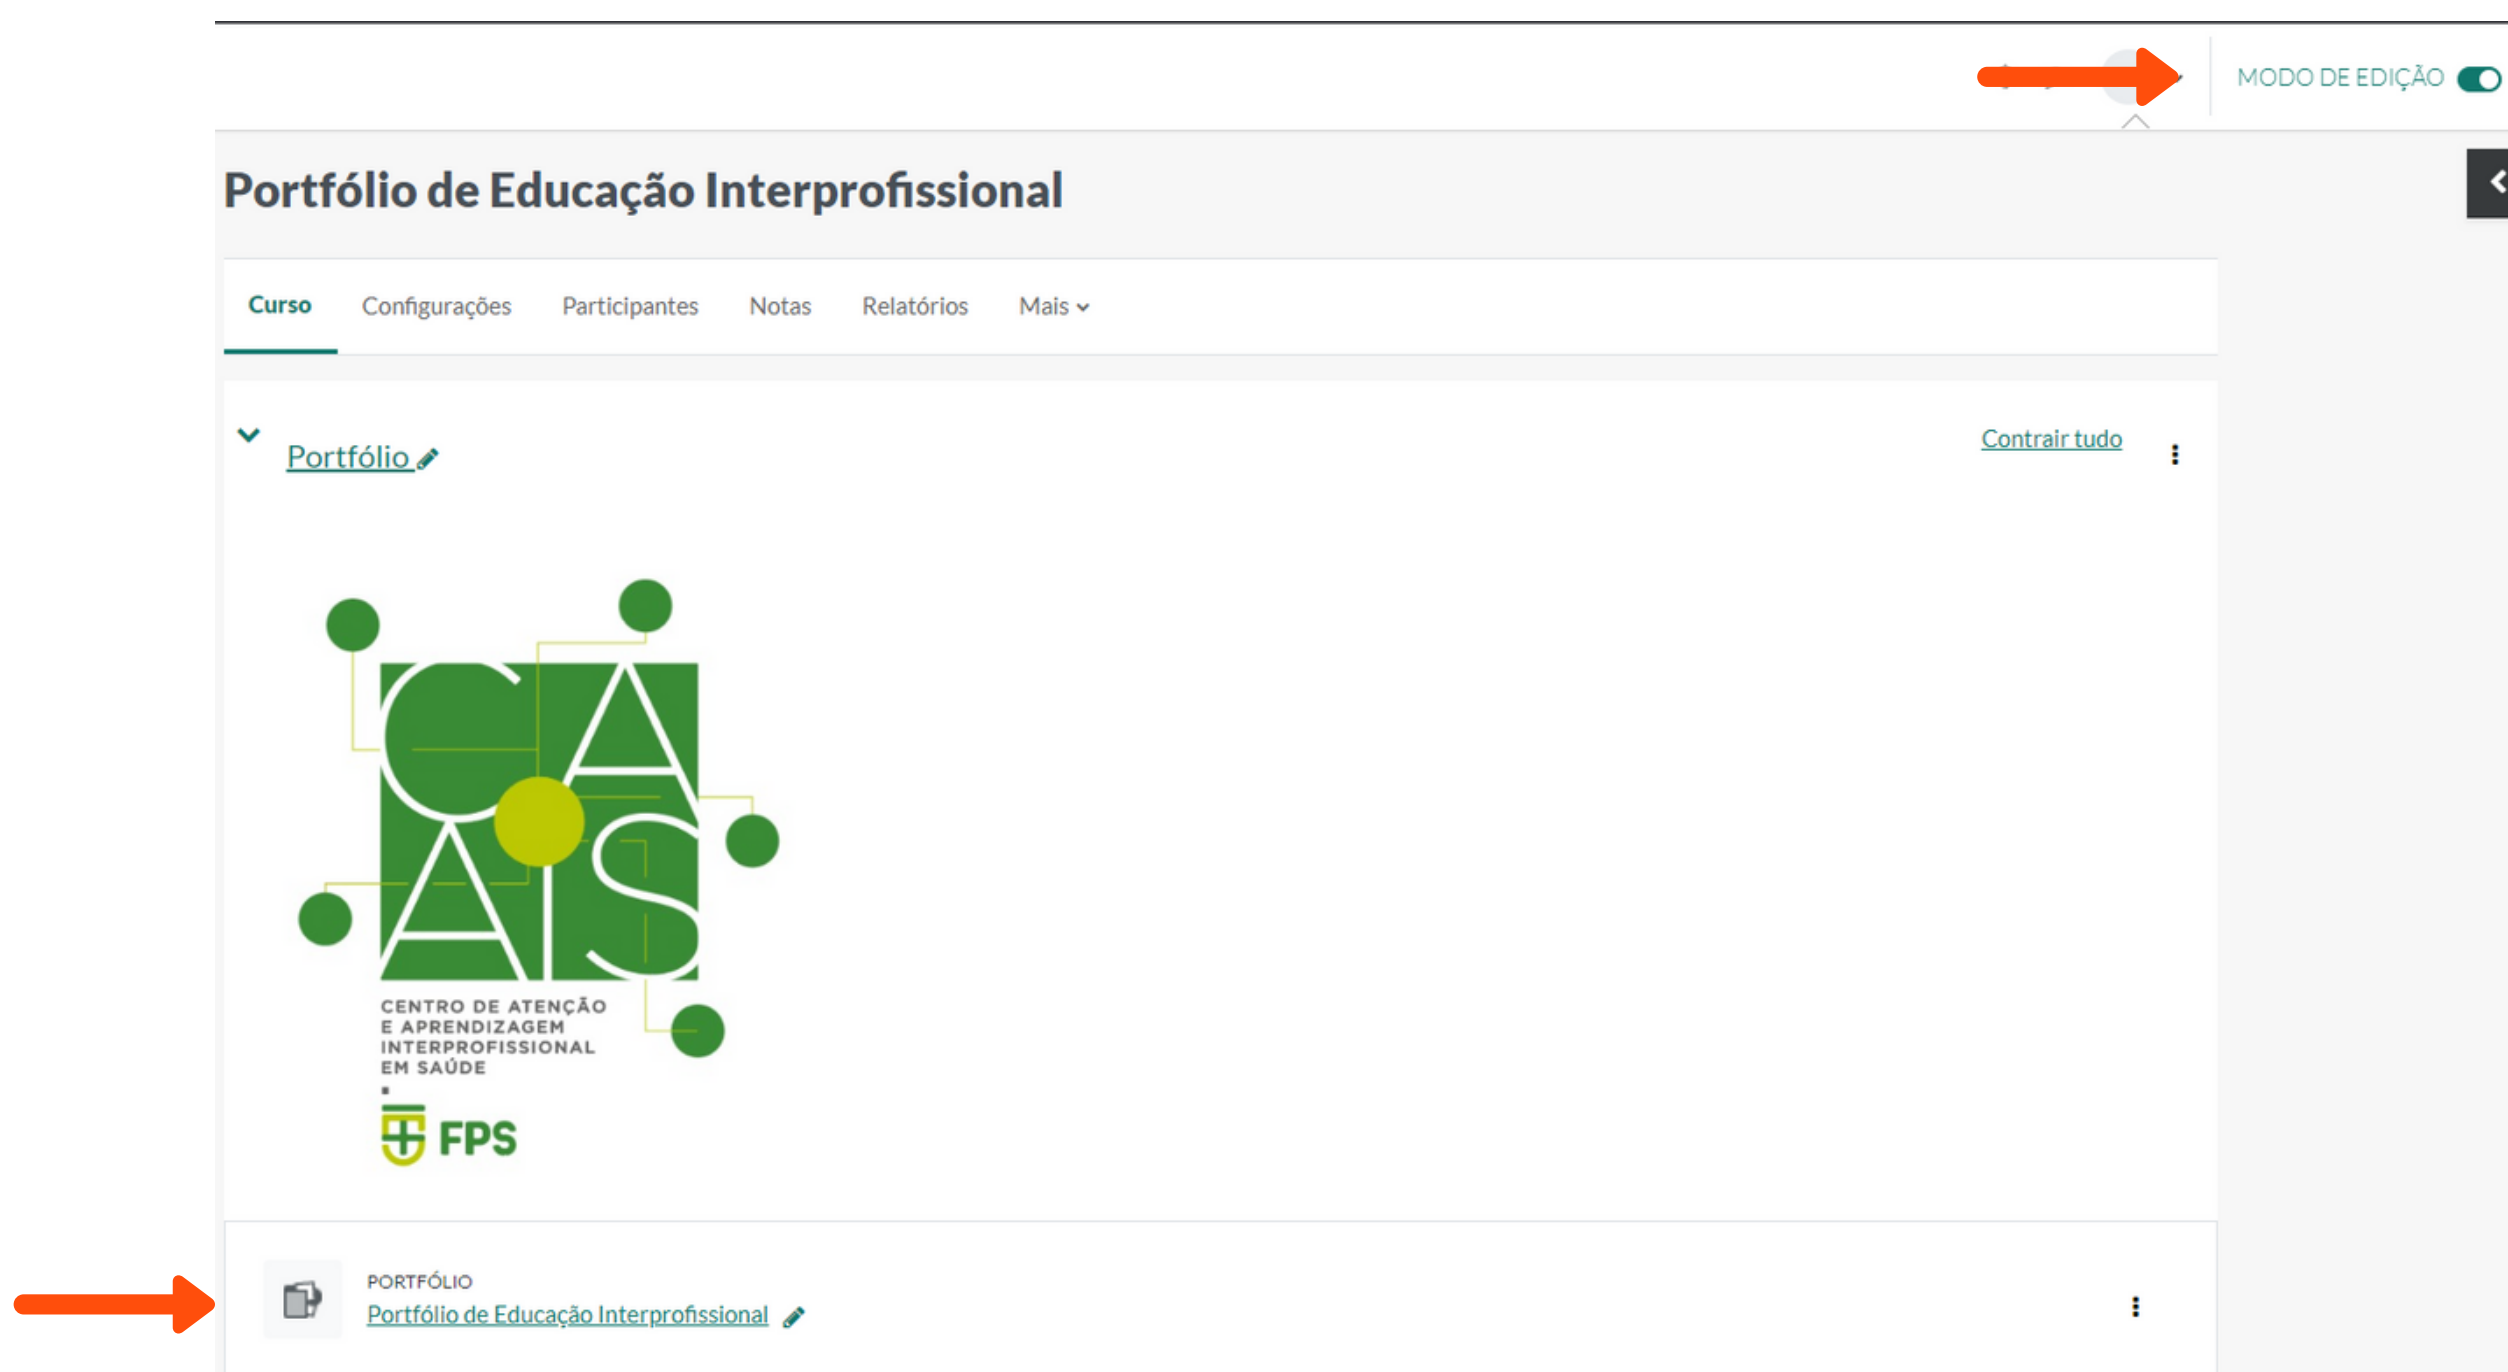 MODO DE EDIÇÃO
Portfólio de Educação Interprofissional
Curso Configurações Participantes Notas Relatórios Mais
Portfólio
Contrair tudo
CA
AIS
CENTRO DE ATENÇÃO
E APRENDIZAGEM
INTERPROFISSIONAL
EM SAÚDE
FPS
PORTFÓLIO
Portfólio de Educação Interprofissional